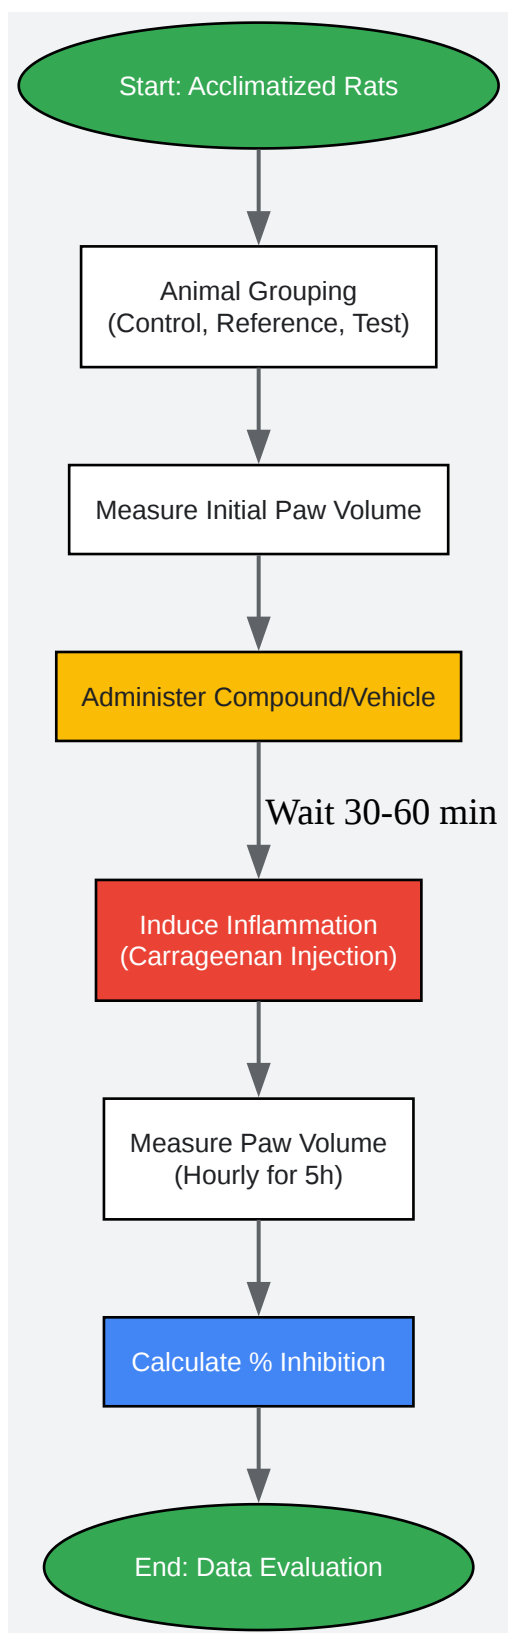 Start: Acclimatized Rats
Animal Grouping
(Control, Reference, Test)
Measure Initial Paw Volume
Administer Compound/Vehicle
Wait 30-60 min
Induce Inflammation
(Carrageenan Injection)
Measure Paw Volume
(Hourly for 5h)
Calculate % Inhibition
End: Data Evaluation